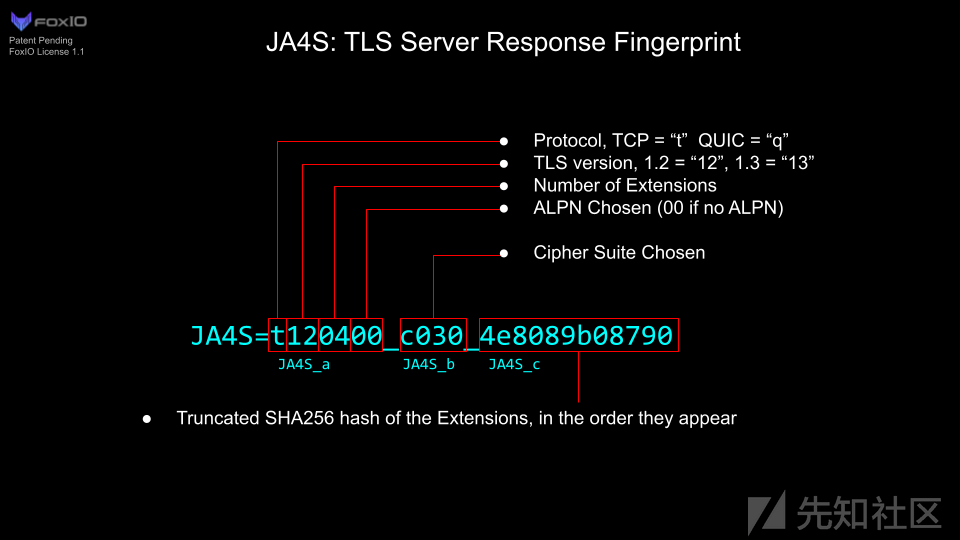 FOXIO
Patent Pending
FoxIO License 1.1
JA4S: TLS Server Response Fingerprint
● Protocol, TCP = “t”  QUIC = “q”
● TLS version, 1.2 = “12”, 1.3 = “13”
● Number of Extensions
● ALPN Chosen (00 if no ALPN)
● Cipher Suite Chosen
JA4S=t120400_c030_4e8089b08790
JA4S_a JA4S_b JA4S_c
● Truncated SHA256 hash of the Extensions, in the order they appear
先知社区